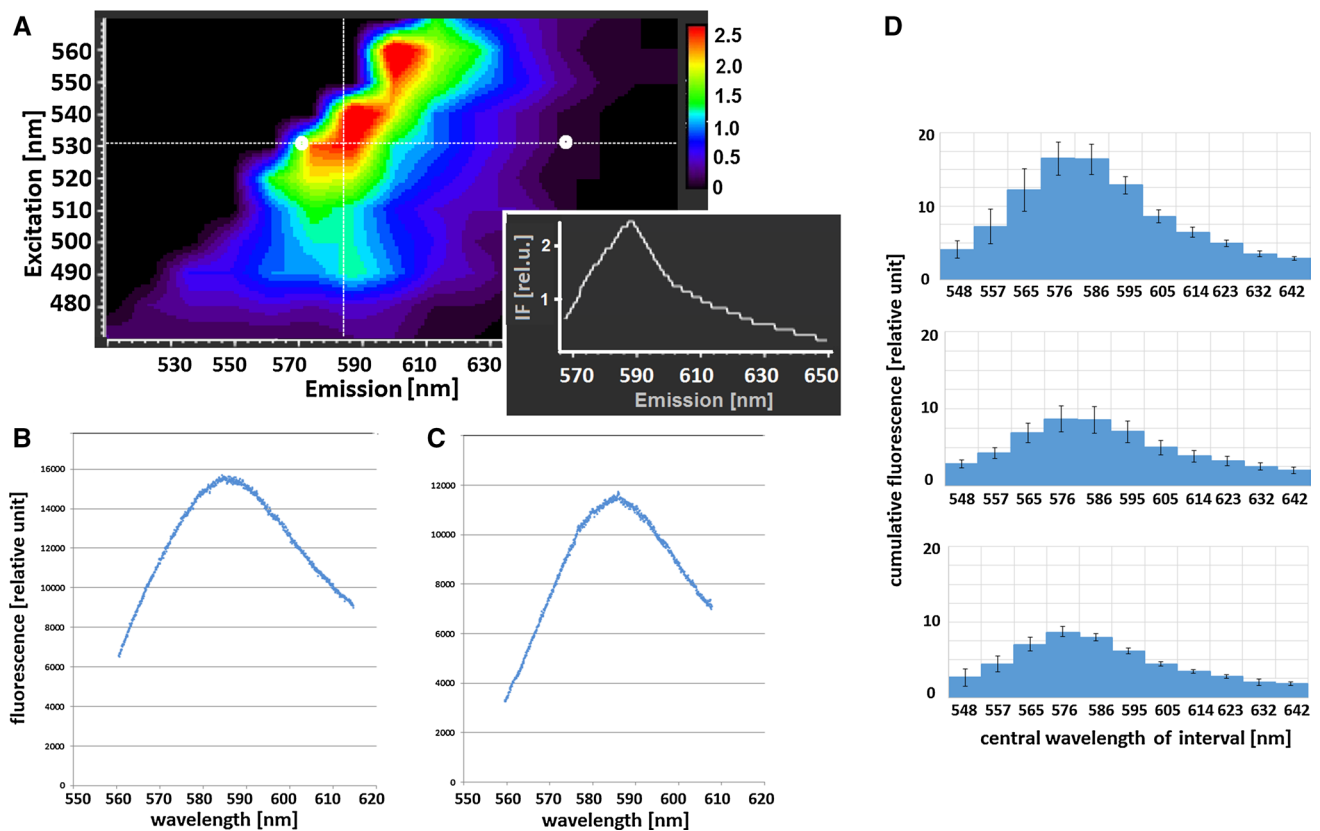 A
Excitation [nm]
560
550
540
530
520
510
500
490
480
530 550 570 590 610 630
Emission [nm]
2.5
2.0
1.5
1.0
0.5
0
IF [rel.u.]
2
1
570 590 610 630 650
Emission [nm]
B
fluorescence [relative unit]
16000
14000
12000
10000
8000
6000
4000
2000
0
550 560 570 580 590 600 610 620
wavelength [nm]
C
12000
10000
8000
6000
4000
2000
0
550 560 570 580 590 600 610 620
wavelength [nm]
D
cumulative fluorescence [relative unit]
20
10
0
548 557 565 576 586 595 605 614 623 632 642
20
10
0
548 557 565 576 586 595 605 614 623 632 642
20
10
0
548 557 565 576 586 595 605 614 623 632 642
central wavelength of interval [nm]